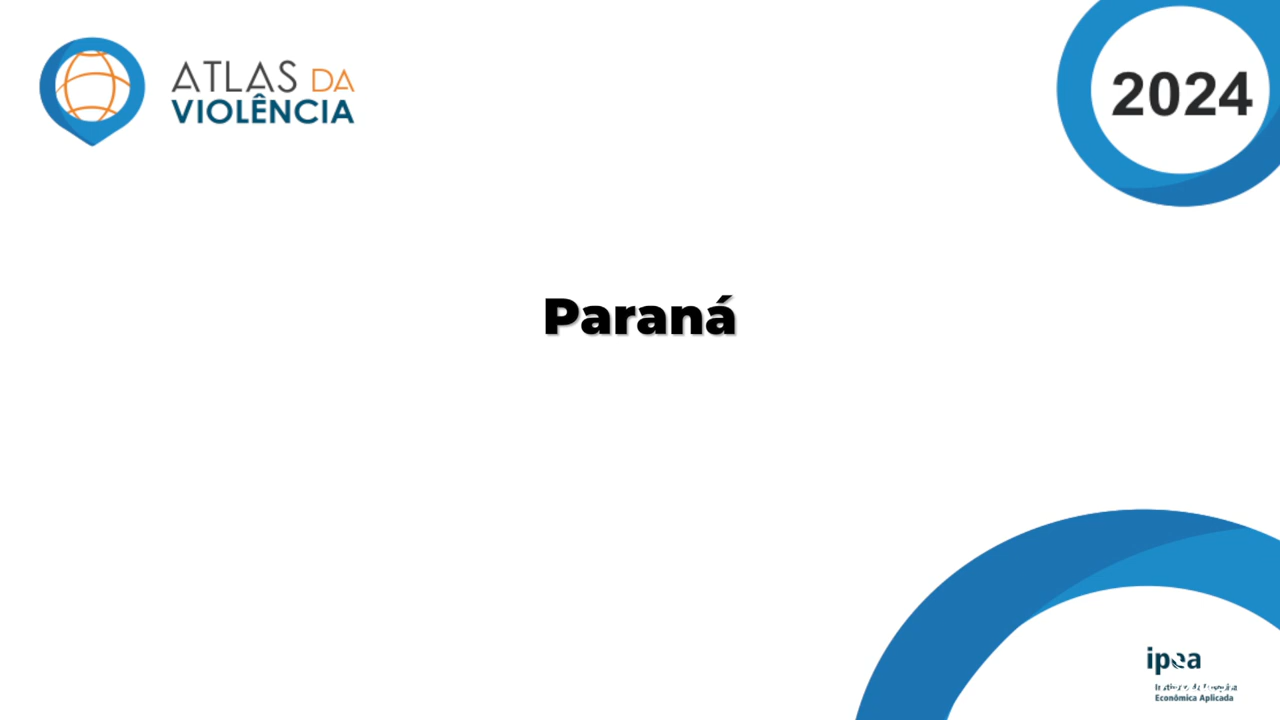 ATLAS DA
VIOLÊNCIA
2024
Paraná
ipea
Econômica Aplicada